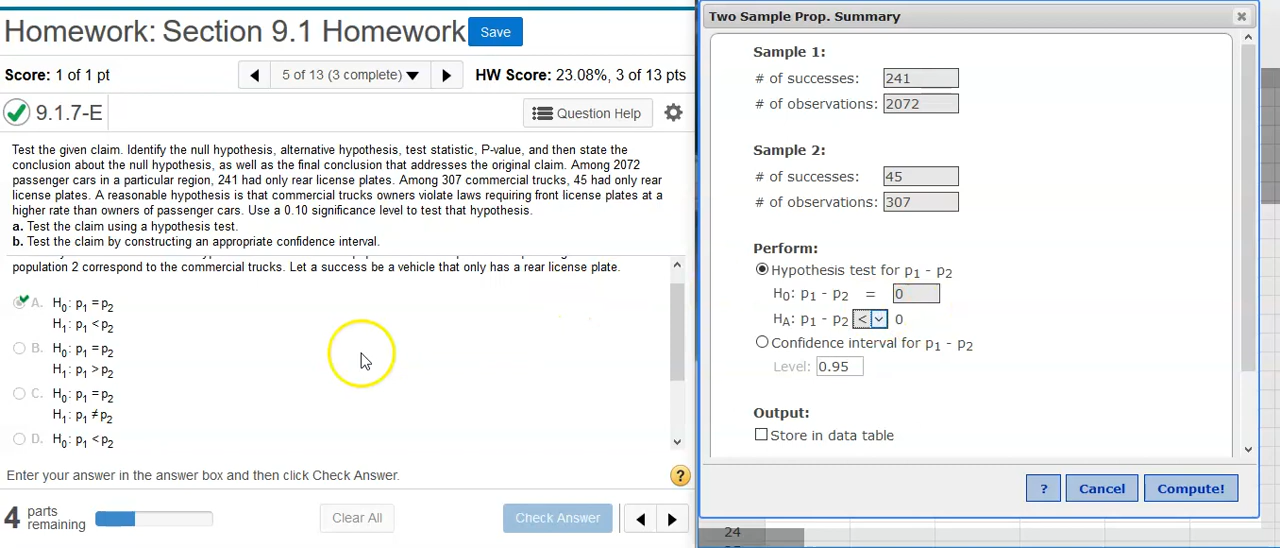 Homework: Section 9.1 Homework
Save
Score: 1 of 1 pt
5 of 13 (3 complete)
HW Score: 23.08%, 3 of 13 pts
9.1.7-E
Question Help
Test the given claim. Identify the null hypothesis, alternative hypothesis, test statistic, P-value, and then state the
conclusion about the null hypothesis, as well as the final conclusion that addresses the original claim. Among 2072
passenger cars in a particular region, 241 had only rear license plates. Among 307 commercial trucks, 45 had only rear
license plates. A reasonable hypothesis is that commercial trucks owners violate laws requiring front license plates at a
higher rate than owners of passenger cars. Use a 0.10 significance level to test that hypothesis.
a. Test the claim using a hypothesis test.
b. Test the claim by constructing an appropriate confidence interval.
population 2 correspond to the commercial trucks. Let a success be a vehicle that only has a rear license plate.
A. H0: p1 = p2
H1: p1 < p2
B. H0: p1 = p2
H1: p1 > p2
C. H0: p1 = p2
H1: p1 ≠ p2
D. H0: p1 < p2
Enter your answer in the answer box and then click Check Answer.
?
4 parts
remaining
Clear All
Check Answer
Two Sample Prop. Summary
Sample 1:
# of successes: 241
# of observations: 2072
Sample 2:
# of successes: 45
# of observations: 307
Perform:
Hypothesis test for p1 - p2
H0: p1 - p2 = 0
HA: p1 - p2 < 0
Confidence interval for p1 - p2
Level: 0.95
Output:
Store in data table
?
Cancel
Compute!
24